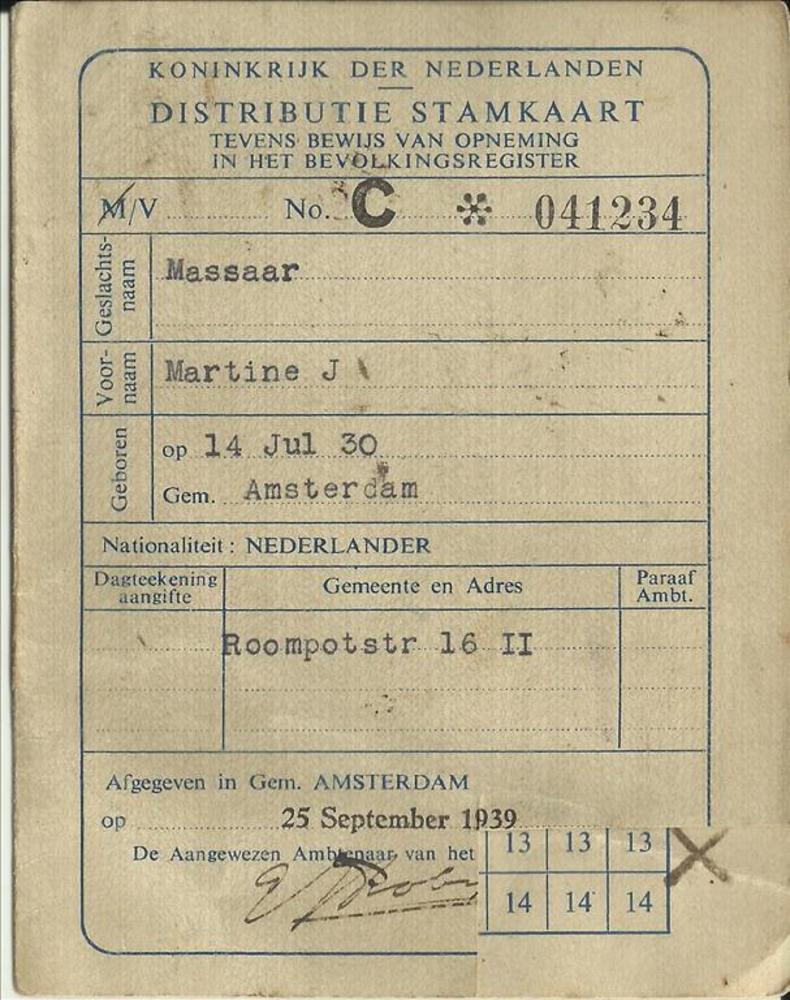 KONINKRIJK DER NEDERLANDEN
DISTRIBUTIE STAMKAART
TEVENS BEWIJS VAN OPNEMING
IN HET BEVOLKINGSREGISTER
M/V No. C * 041234
Geslachts-
naam
Massaar
Voor-
naam
Martine J
Geboren
op 14 Jul 30
Gem. Amsterdam
Nationaliteit : NEDERLANDER
Dagteekening
aangifte
Gemeente en Adres
Paraaf
Ambt.
Roompotstr 16 II
Afgegeven in Gem. AMSTERDAM
op 25 September 1939
De Aangewezen Ambtenaar van het
13 13 13
14 14 14